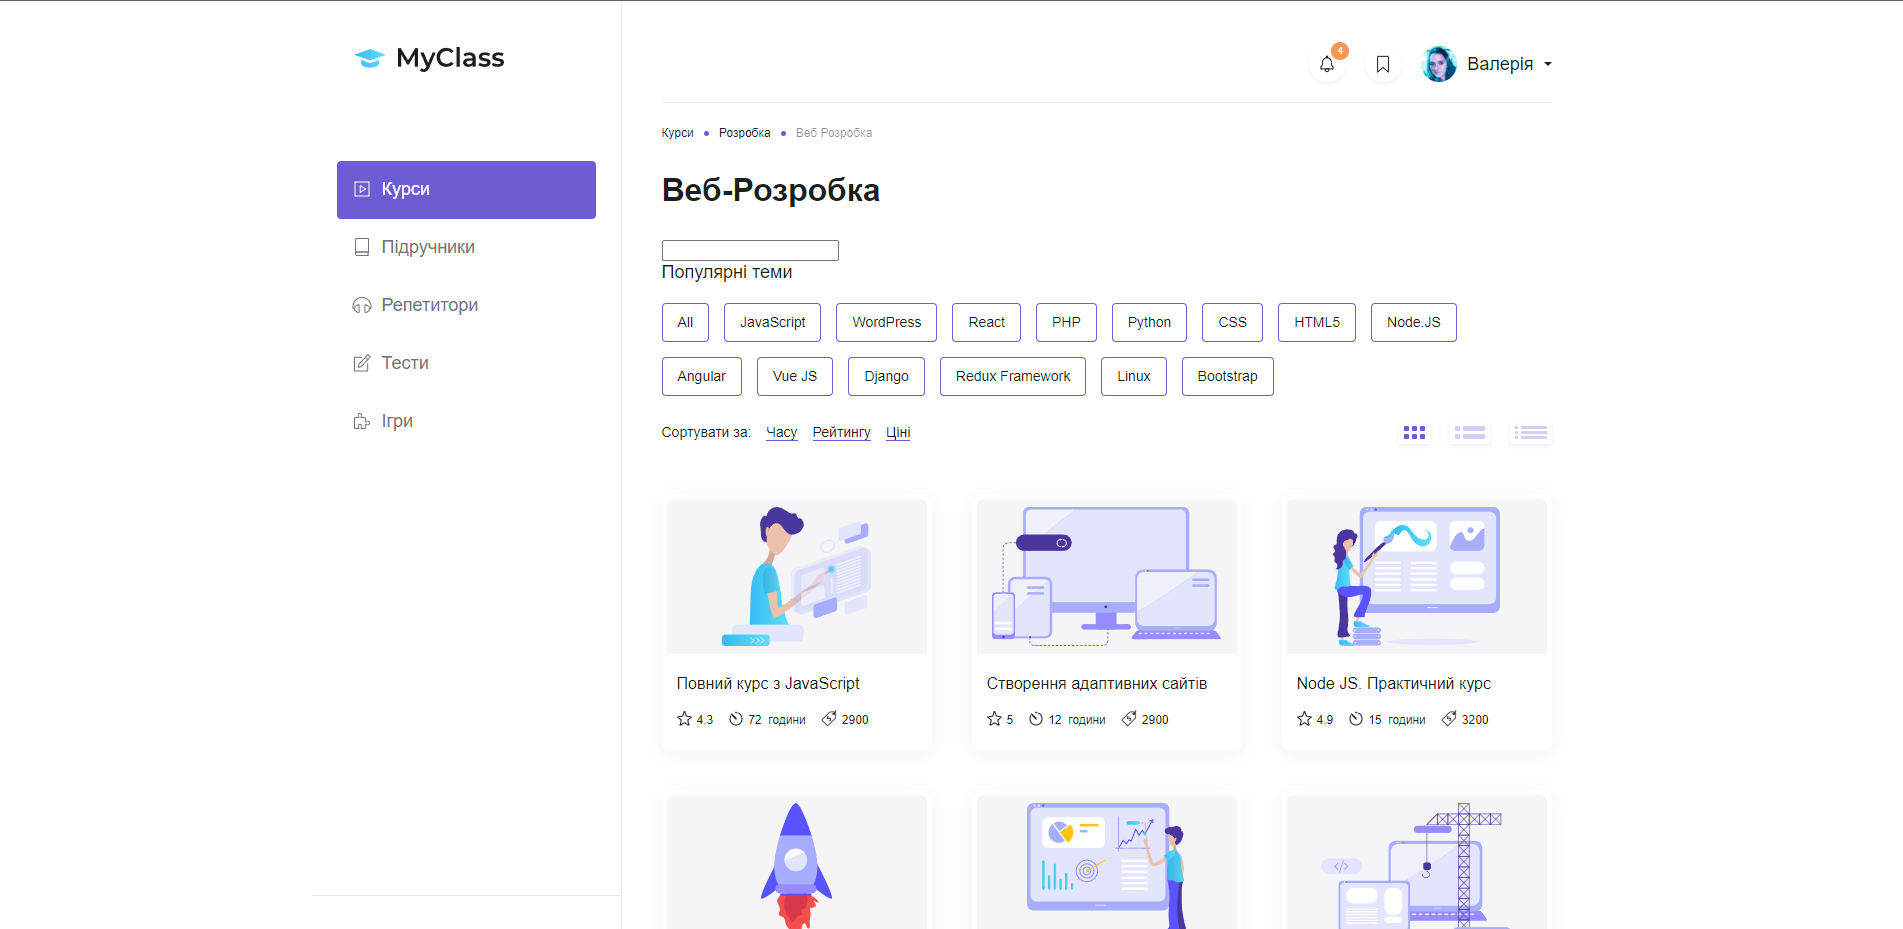 MyClass
4
Валерія
Курси
Підручники
Репетитори
Тести
Ігри
Курси Розробка Веб Розробка
Веб-Розробка
Популярні теми
All JavaScript WordPress React PHP Python CSS HTML5 Node.JS
Angular Vue JS Django Redux Framework Linux Bootstrap
Сортувати за: Часу Рейтингу Ціні
Повний курс з JavaScript
4.3 72 години 2900
Створення адаптивних сайтів
5 12 години 2900
Node JS. Практичний курс
4.9 15 години 3200